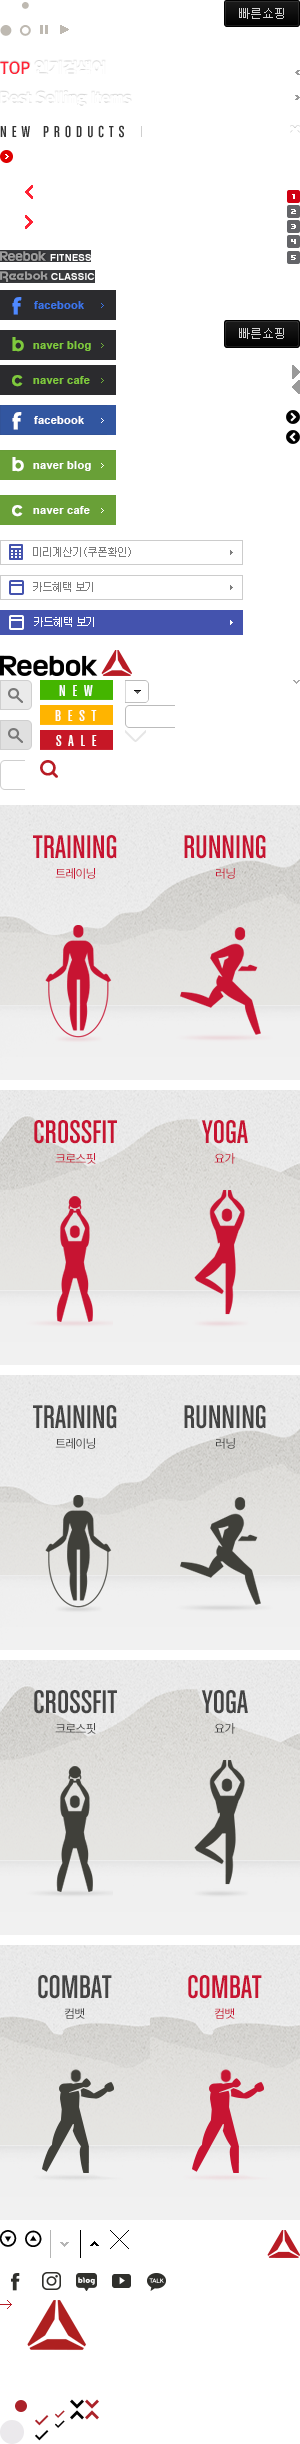 빠른쇼핑
TOP 인기검색어
Best Selling Items
NEW PRODUCTS
1
2
3
4
5
Reebok FITNESS
Reebok CLASSIC
facebook
naver blog
빠른쇼핑
naver cafe
facebook
naver blog
naver cafe
미리계산기(쿠폰확인)
카드혜택 보기
카드혜택 보기
Reebok
NEW
BEST
SALE
TRAINING RUNNING
트레이닝 러닝
CROSSFIT YOGA
크로스핏 요가
TRAINING RUNNING
트레이닝 러닝
CROSSFIT YOGA
크로스핏 요가
COMBAT COMBAT
컴뱃 컴뱃
blog TALK